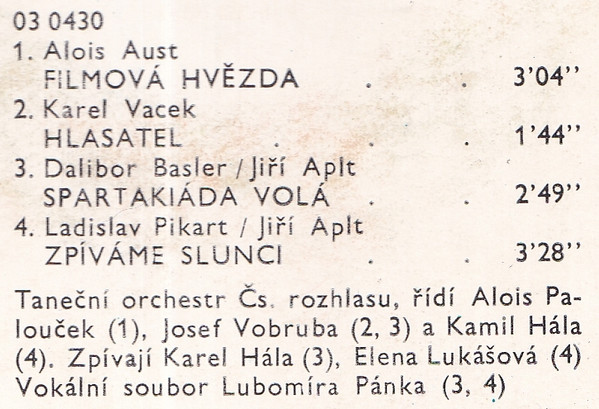 03 0430
1. Alois Aust
FILMOVÁ HVĚZDA . . 3’04’’
2. Karel Vacek
HLASATEL . . 1’44’’
3. Dalibor Basler / Jiří Aplt
SPARTAKIÁDA VOLÁ . . 2’49’’
4. Ladislav Pikart / Jiří Aplt
ZPÍVÁME SLUNCI . . 3’28’’
Taneční orchestr Čs. rozhlasu, řídí Alois Pa-
louček (1), Josef Vobruba (2, 3) a Kamil Hála
(4). Zpívají Karel Hála (3), Elena Lukášová (4)
Vokální soubor Lubomíra Pánka (3, 4)